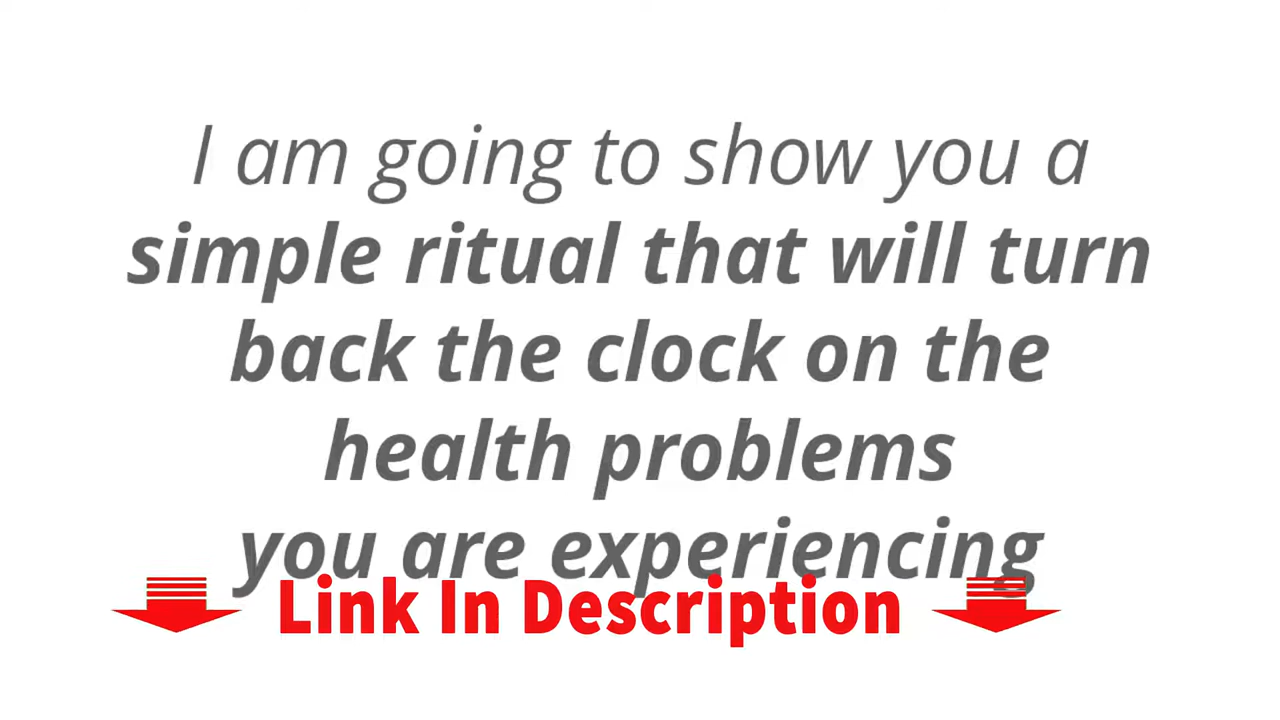 I am going to show you a
simple ritual that will turn
back the clock on the
health problems
you are experiencing
Link In Description